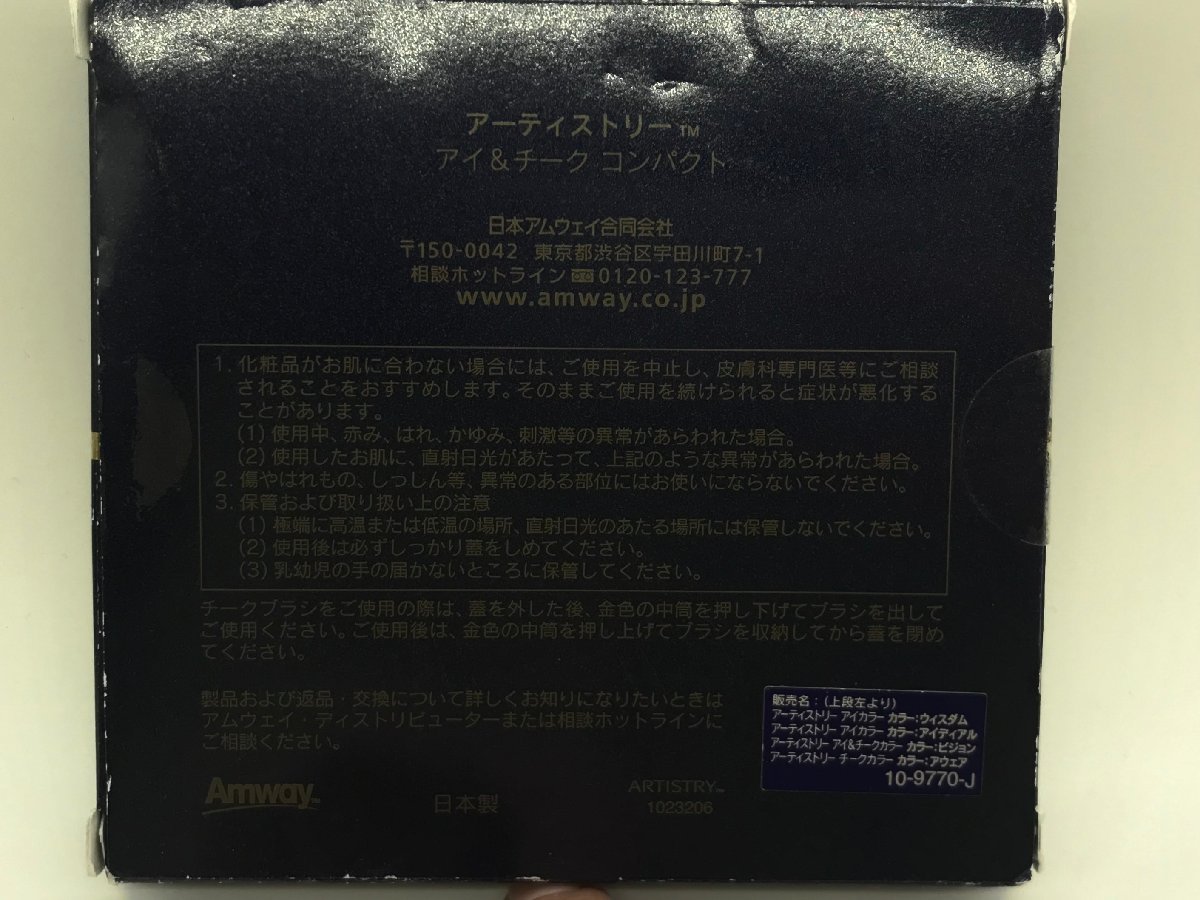 アーティストリー™
アイ&チーク コンパクト
日本アムウェイ合同会社
〒150-0042 東京都渋谷区宇田川町7-1
相談ホットライン 0120-123-777
www.amway.co.jp
1. 化粧品がお肌に合わない場合には、ご使用を中止し、皮膚科専門医等にご相談
されることをおすすめします。そのままご使用を続けられると症状が悪化する
ことがあります。
(1) 使用中、赤み、はれ、かゆみ、刺激等の異常があらわれた場合。
(2) 使用したお肌に、直射日光があたって、上記のような異常があらわれた場合。
2. 傷やはれもの、しっしん等、異常のある部位にはお使いにならないでください。
3. 保管および取り扱い上の注意
(1) 極端に高温または低温の場所、直射日光のあたる場所には保管しないでください。
(2) 使用後は必ずしっかり蓋をしめてください。
(3) 乳幼児の手の届かないところに保管してください。
チークブラシをご使用の際は、蓋を外した後、金色の中筒を押し下げてブラシを出して
ご使用ください。ご使用後は、金色の中筒を押し上げてブラシを収納してから蓋を閉め
てください。
製品および返品・交換について詳しくお知りになりたいときは
アムウェイ・ディストリビューターまたは相談ホットラインに
ご相談ください。
販売名：(上段左より)
アーティストリー アイカラー カラー：ウィスダム
アーティストリー アイカラー カラー：アイディアル
アーティストリー アイ&チークカラー カラー：ビジョン
アーティストリー チークカラー カラー：アウェア
10-9770-J
Amway™
日本製
ARTISTRY™
1023206